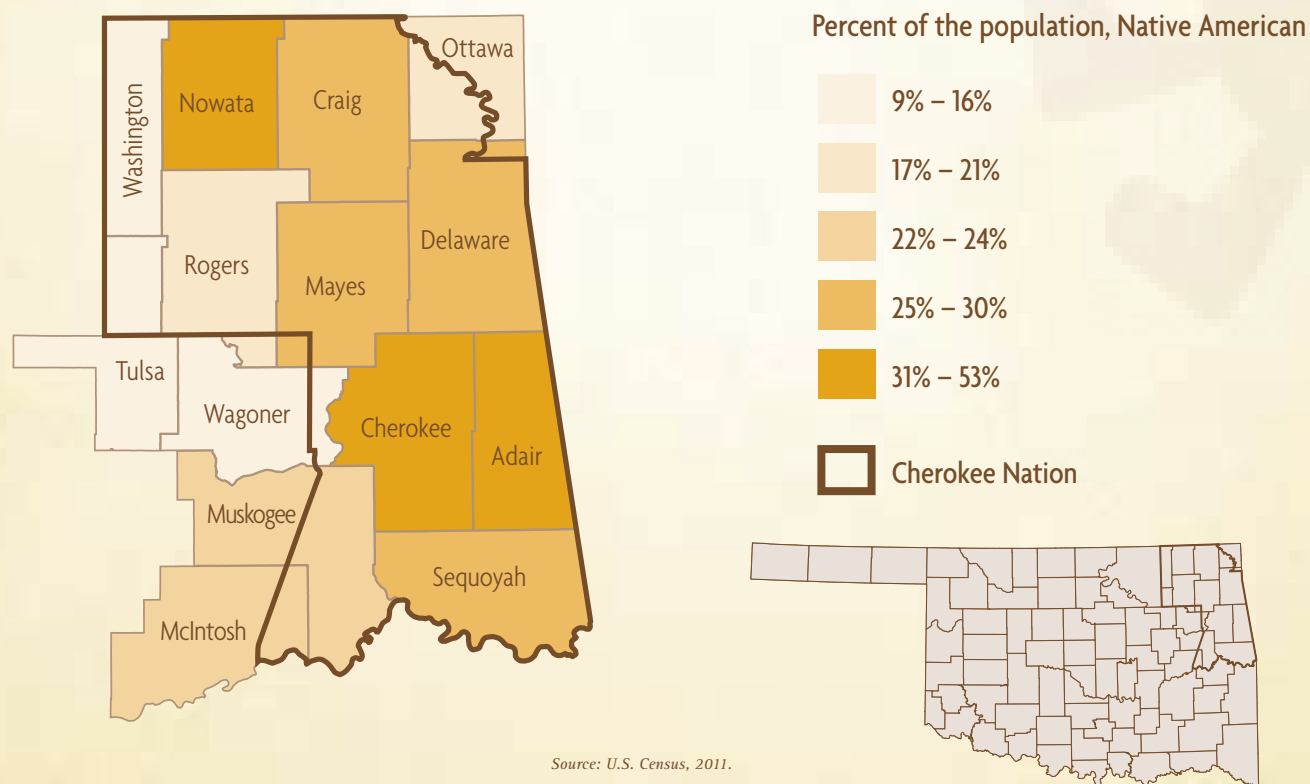 Percent of the population, Native American
9% – 16%
17% – 21%
22% – 24%
25% – 30%
31% – 53%
Cherokee Nation
Ottawa
Washington
Nowata
Craig
Delaware
Rogers
Mayes
Tulsa
Wagoner
Cherokee
Adair
Muskogee
Sequoyah
McIntosh
Source: U.S. Census, 2011.